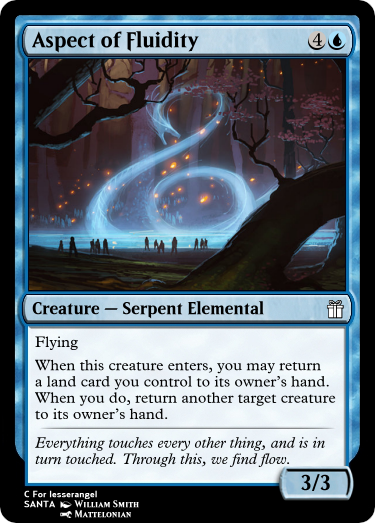 Aspect of Fluidity 4
Creature — Serpent Elemental
Flying
When this creature enters, you may return
a land card you control to its owner's hand.
When you do, return another target creature
to its owner's hand.
Everything touches every other thing, and is in
turn touched. Through this, we find flow.
3/3
C For lesserangel
SANTA William Smith
Mattelonian